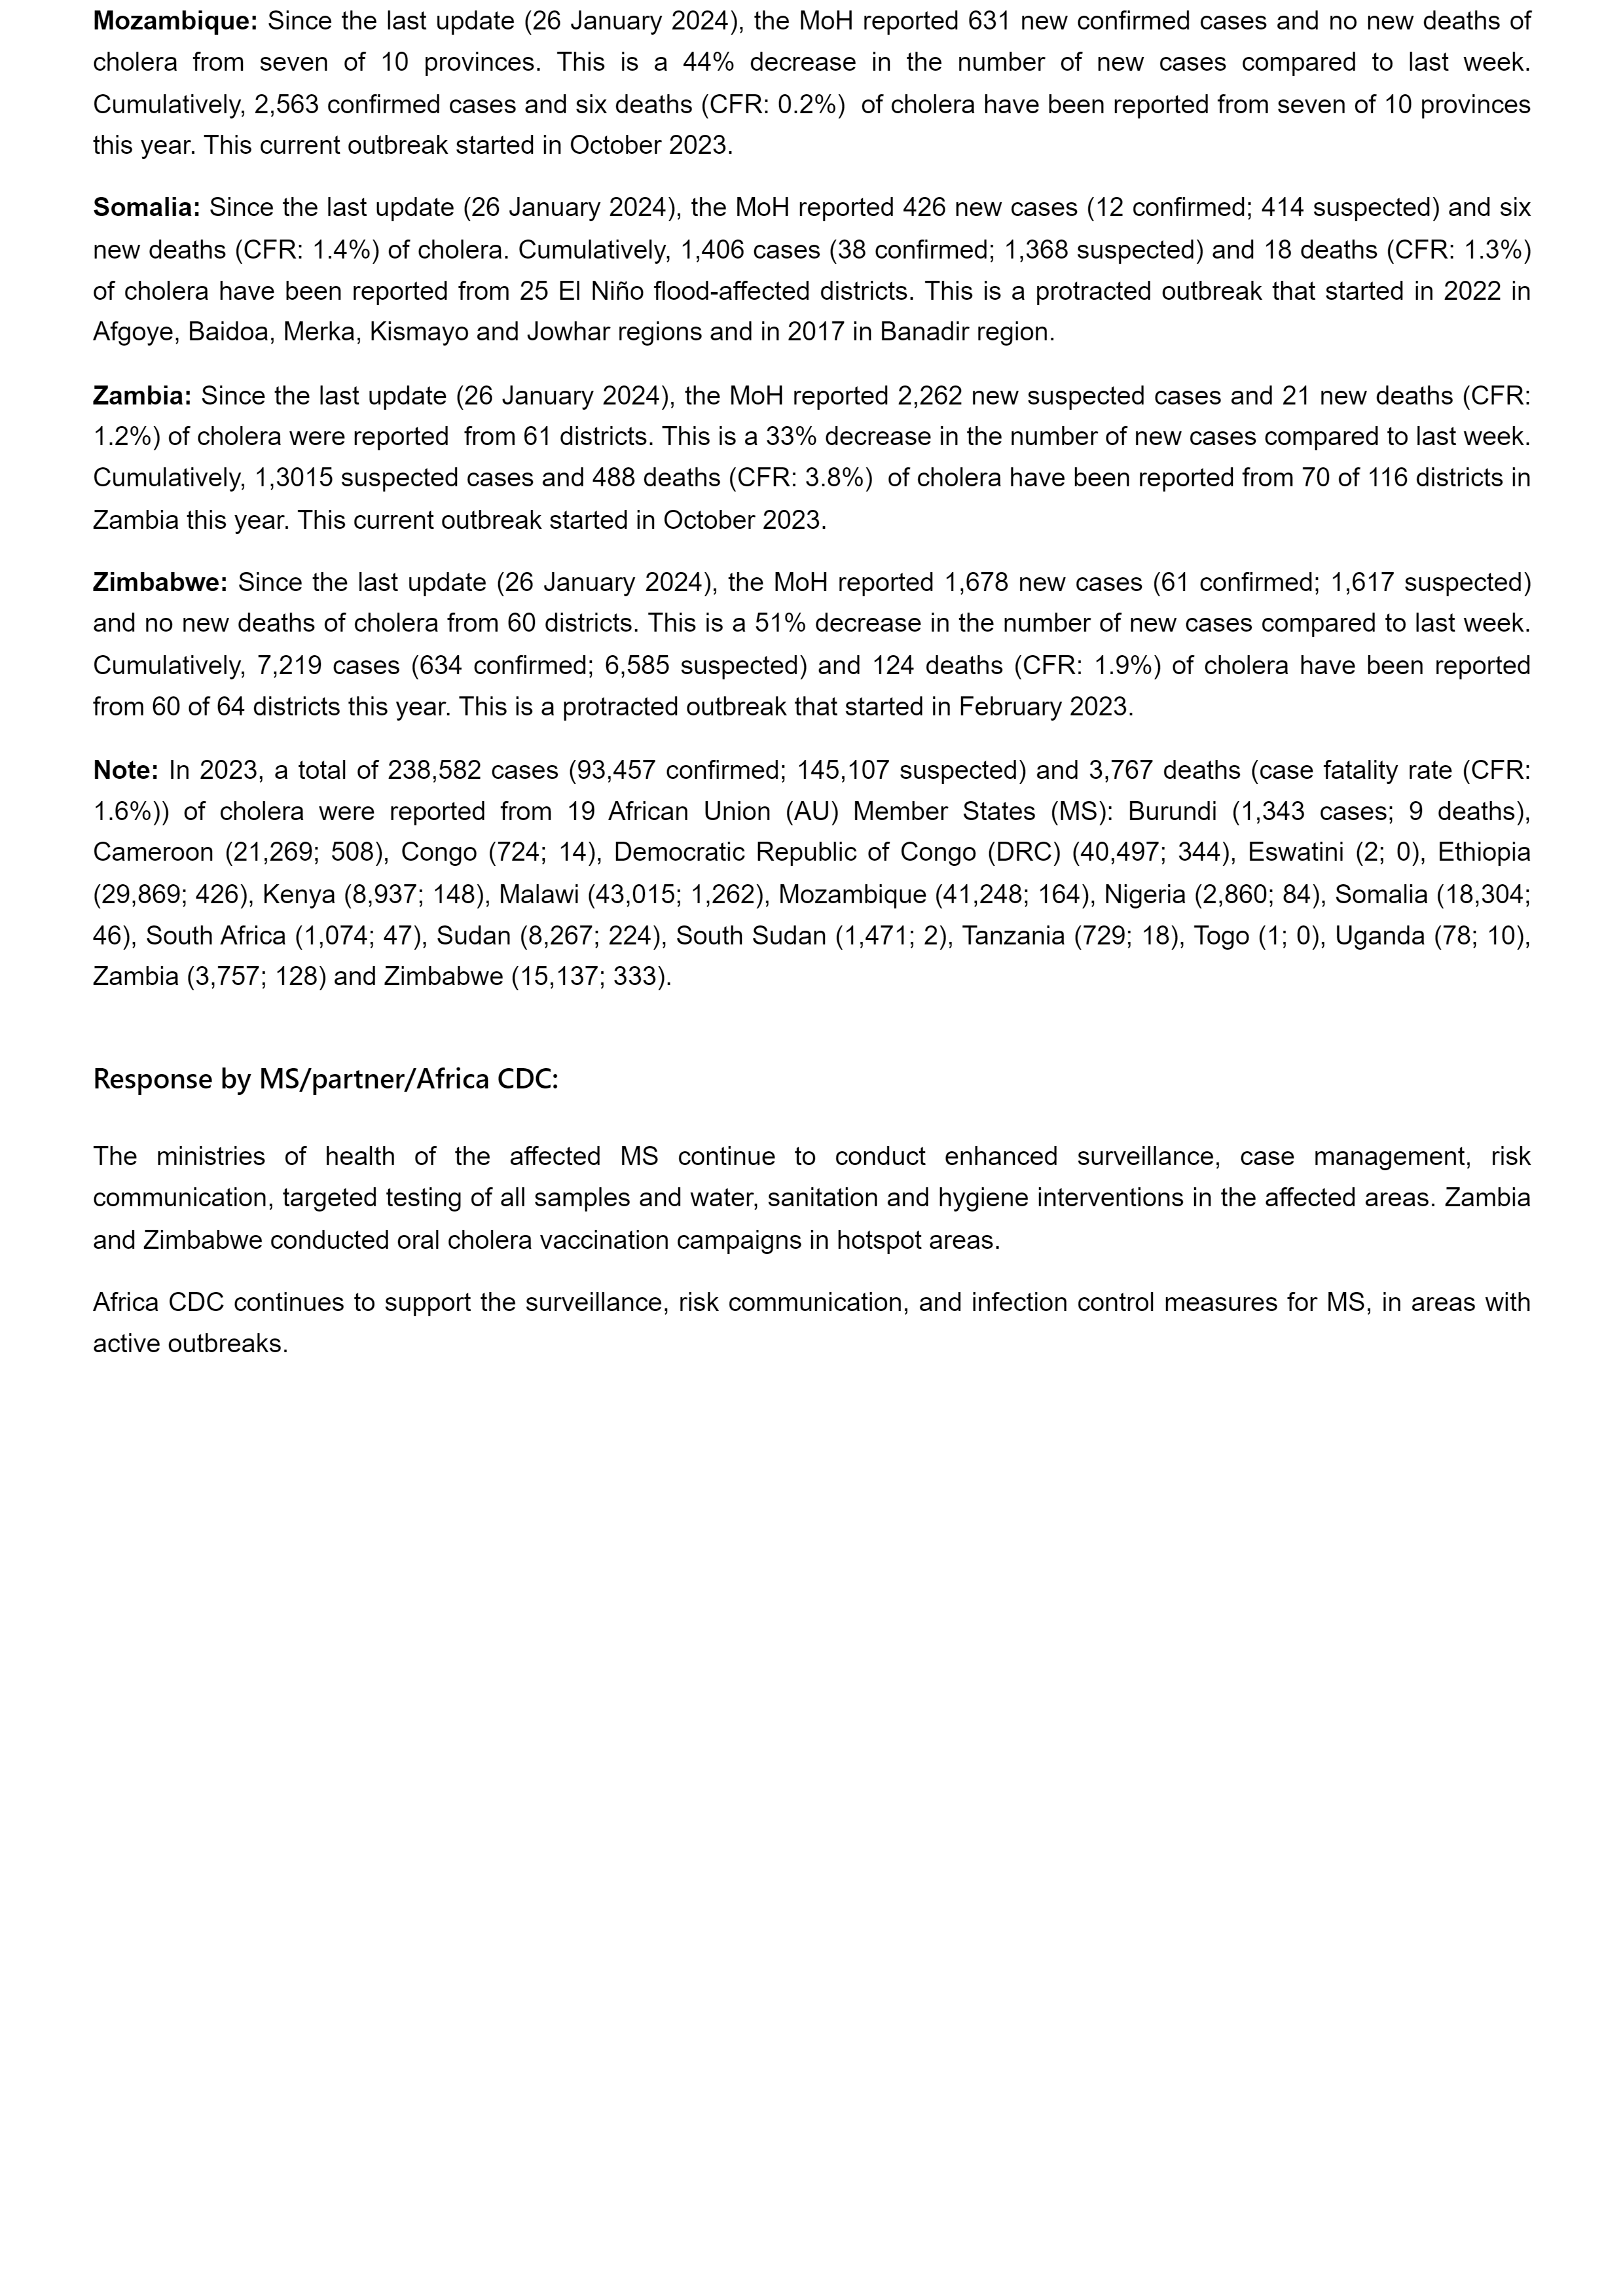 Mozambique: Since the last update (26 January 2024), the MoH reported 631 new confirmed cases and no new deaths of
cholera from seven of 10 provinces. This is a 44% decrease in the number of new cases compared to last week.
Cumulatively, 2,563 confirmed cases and six deaths (CFR: 0.2%)  of cholera have been reported from seven of 10 provinces
this year. This current outbreak started in October 2023.
Somalia: Since the last update (26 January 2024), the MoH reported 426 new cases (12 confirmed; 414 suspected) and six
new deaths (CFR: 1.4%) of cholera. Cumulatively, 1,406 cases (38 confirmed; 1,368 suspected) and 18 deaths (CFR: 1.3%)
of cholera have been reported from 25 El Niño flood-affected districts. This is a protracted outbreak that started in 2022 in
Afgoye, Baidoa, Merka, Kismayo and Jowhar regions and in 2017 in Banadir region.
Zambia: Since the last update (26 January 2024), the MoH reported 2,262 new suspected cases and 21 new deaths (CFR:
1.2%) of cholera were reported  from 61 districts. This is a 33% decrease in the number of new cases compared to last week.
Cumulatively, 1,3015 suspected cases and 488 deaths (CFR: 3.8%)  of cholera have been reported from 70 of 116 districts in
Zambia this year. This current outbreak started in October 2023.
Zimbabwe: Since the last update (26 January 2024), the MoH reported 1,678 new cases (61 confirmed; 1,617 suspected)
and no new deaths of cholera from 60 districts. This is a 51% decrease in the number of new cases compared to last week.
Cumulatively, 7,219 cases (634 confirmed; 6,585 suspected) and 124 deaths (CFR: 1.9%) of cholera have been reported
from 60 of 64 districts this year. This is a protracted outbreak that started in February 2023.
Note: In 2023, a total of 238,582 cases (93,457 confirmed; 145,107 suspected) and 3,767 deaths (case fatality rate (CFR:
1.6%)) of cholera were reported from 19 African Union (AU) Member States (MS): Burundi (1,343 cases; 9 deaths),
Cameroon (21,269; 508), Congo (724; 14), Democratic Republic of Congo (DRC) (40,497; 344), Eswatini (2; 0), Ethiopia
(29,869; 426), Kenya (8,937; 148), Malawi (43,015; 1,262), Mozambique (41,248; 164), Nigeria (2,860; 84), Somalia (18,304;
46), South Africa (1,074; 47), Sudan (8,267; 224), South Sudan (1,471; 2), Tanzania (729; 18), Togo (1; 0), Uganda (78; 10),
Zambia (3,757; 128) and Zimbabwe (15,137; 333).
Response by MS/partner/Africa CDC:
The ministries of health of the affected MS continue to conduct enhanced surveillance, case management, risk
communication, targeted testing of all samples and water, sanitation and hygiene interventions in the affected areas. Zambia
and Zimbabwe conducted oral cholera vaccination campaigns in hotspot areas.
Africa CDC continues to support the surveillance, risk communication, and infection control measures for MS, in areas with
active outbreaks.